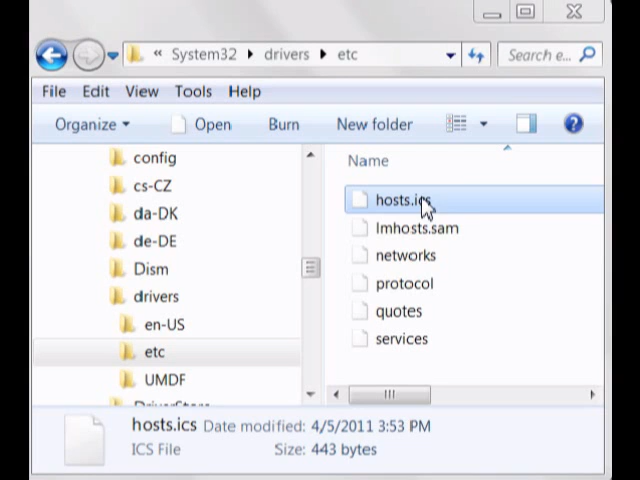 « System32 drivers etc Search e...
File Edit View Tools Help
Organize Open Burn New folder
Name
config
cs-CZ
da-DK
de-DE
Dism
drivers
en-US
etc
UMDF
hosts.ics
lmhosts.sam
networks
protocol
quotes
services
hosts.ics Date modified: 4/5/2011 3:53 PM
ICS File Size: 443 bytes